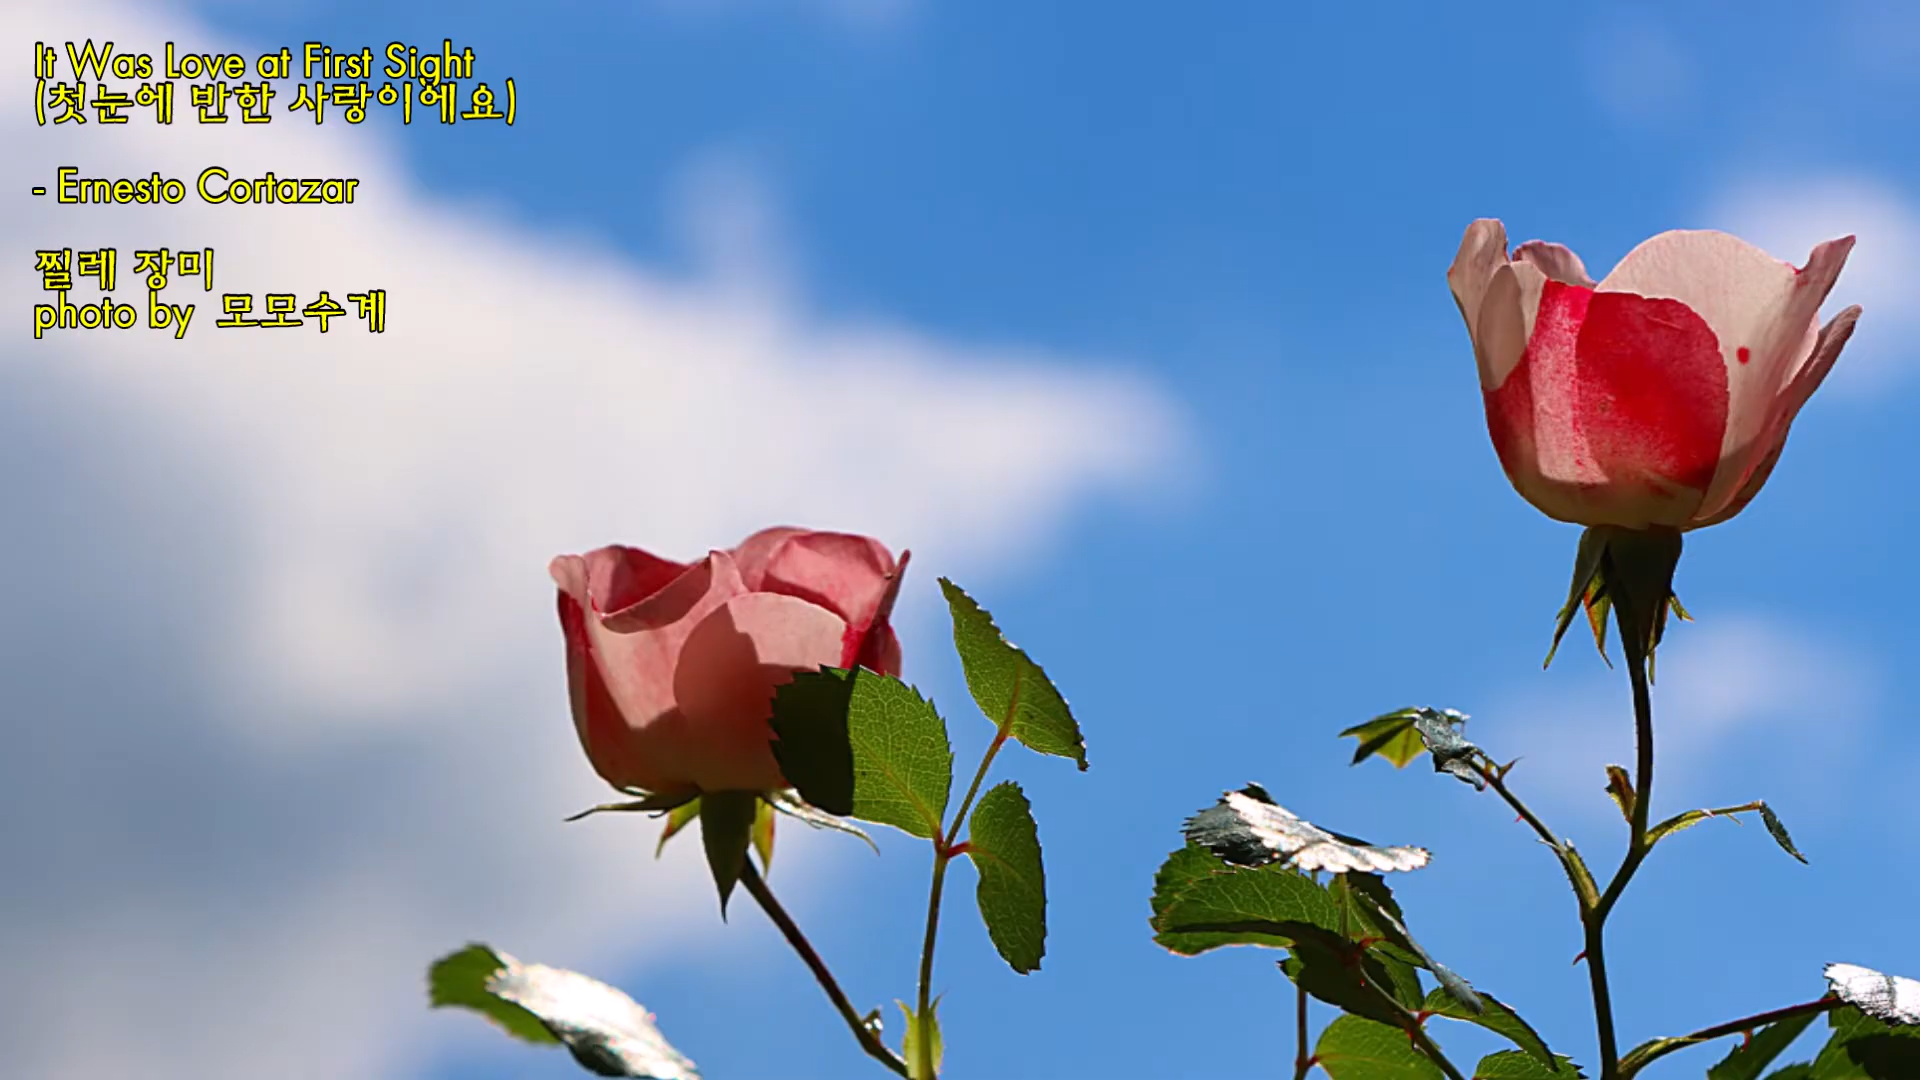 It Was Love at First Sight
(첫눈에 반한 사랑이에요)
- Ernesto Cortazar
찔레 장미
photo by 모모수계